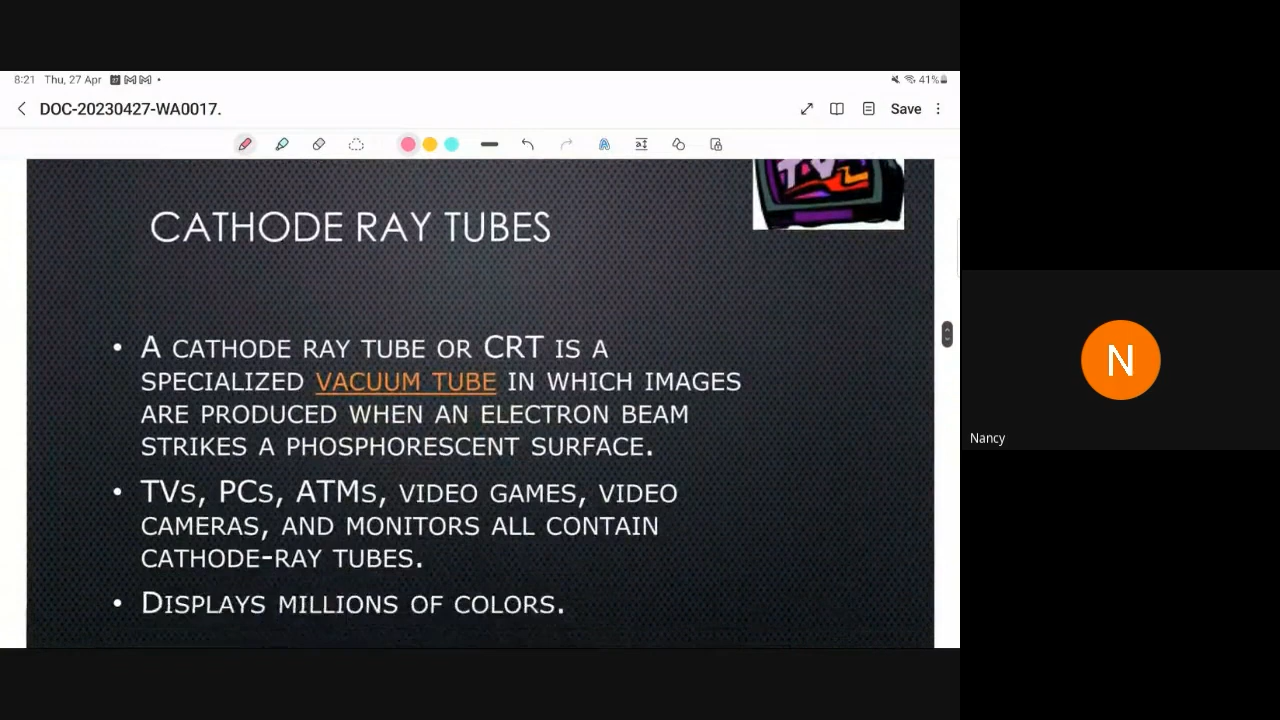 8:21 Thu, 27 Apr
41%
DOC-20230427-WA0017.
Save
TV
CATHODE RAY TUBES
• A CATHODE RAY TUBE OR CRT IS A
SPECIALIZED VACUUM TUBE IN WHICH IMAGES
ARE PRODUCED WHEN AN ELECTRON BEAM
STRIKES A PHOSPHORESCENT SURFACE.
• TVS, PCS, ATMS, VIDEO GAMES, VIDEO
CAMERAS, AND MONITORS ALL CONTAIN
CATHODE-RAY TUBES.
• DISPLAYS MILLIONS OF COLORS.
N
Nancy